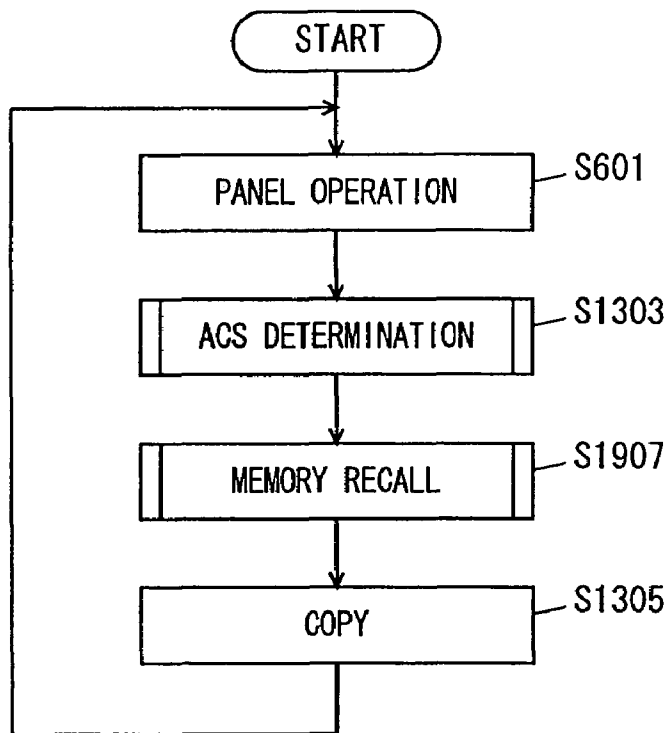 START
PANEL OPERATION
S601
ACS DETERMINATION
S1303
MEMORY RECALL
S1907
COPY
S1305